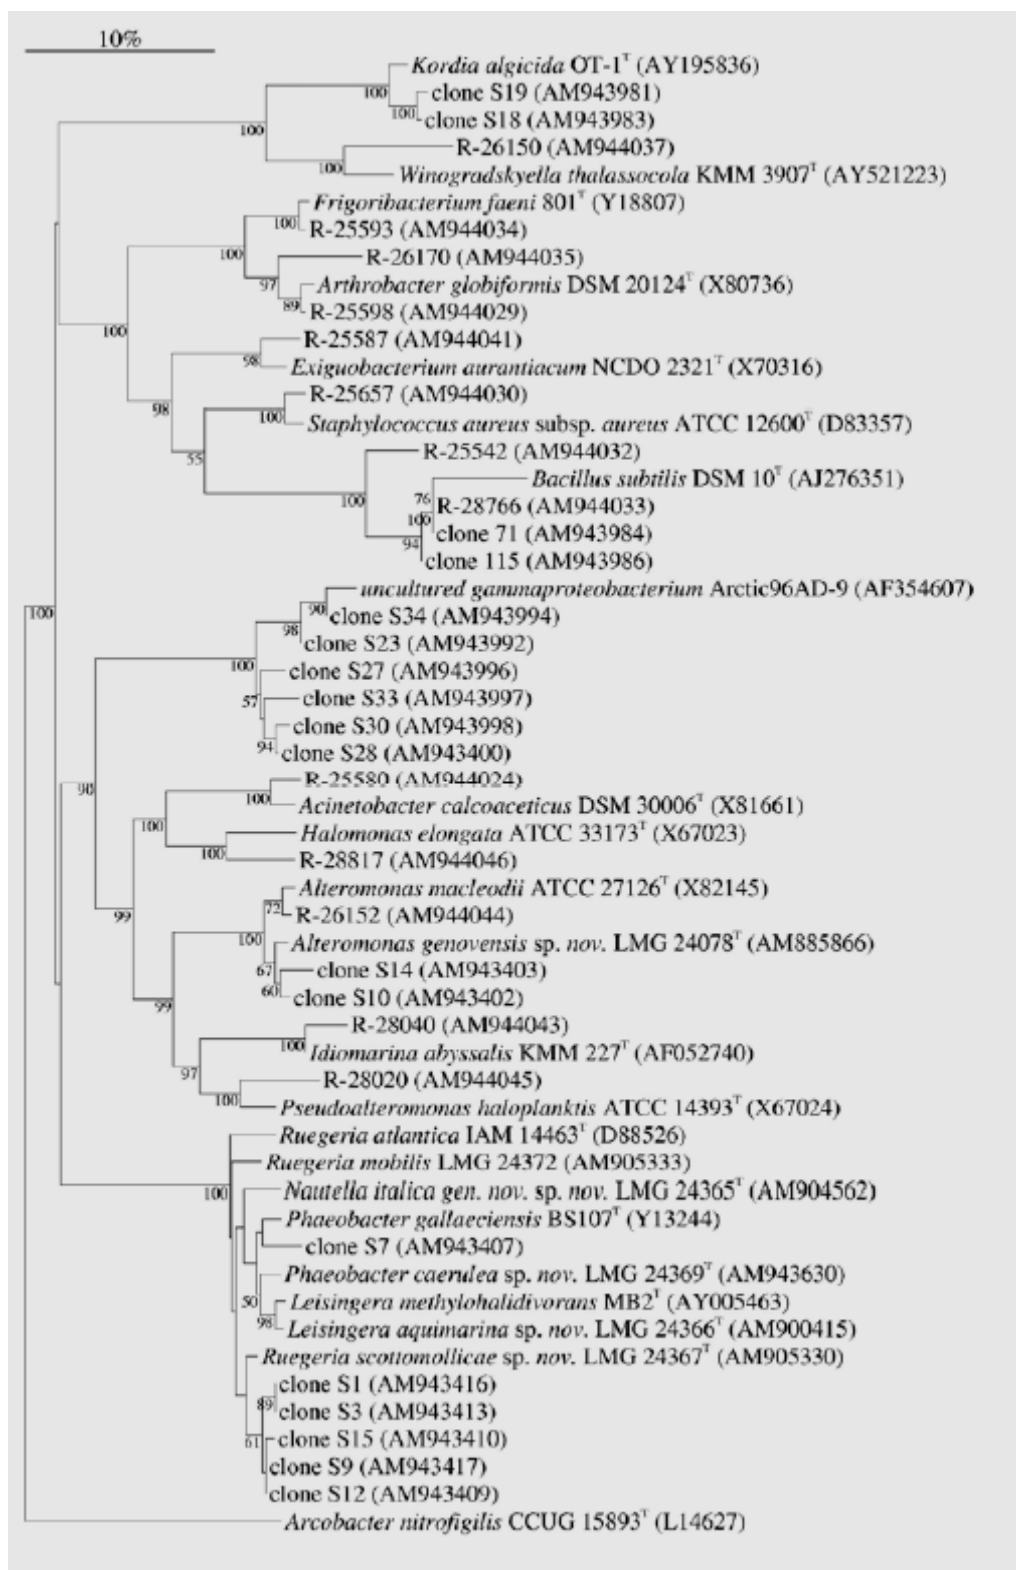 10%
Kordia algicida OT-1ᵀ (AY195836)
100
clone S19 (AM943981)
100
clone S18 (AM943983)
100
R-26150 (AM944037)
100
Winogradskyella thalassocola KMM 3907ᵀ (AY521223)
Frigoribacterium faeni 801ᵀ (Y18807)
100
R-25593 (AM944034)
100
R-26170 (AM944035)
97
Arthrobacter globiformis DSM 20124ᵀ (X80736)
89
R-25598 (AM944029)
100
R-25587 (AM944041)
98
Exiguobacterium aurantiacum NCDO 2321ᵀ (X70316)
R-25657 (AM944030)
98
100
Staphylococcus aureus subsp. aureus ATCC 12600ᵀ (D83357)
R-25542 (AM944032)
55
Bacillus subtilis DSM 10ᵀ (AJ276351)
100
76
R-28766 (AM944033)
100
clone 71 (AM943984)
94
clone 115 (AM943986)
uncultured gammaproteobacterium Arctic96AD-9 (AF354607)
100
90
clone S34 (AM943994)
98
clone S23 (AM943992)
100
clone S27 (AM943996)
57
clone S33 (AM943997)
clone S30 (AM943998)
94
clone S28 (AM943400)
R-25580 (AM944024)
90
100
Acinetobacter calcoaceticus DSM 30006ᵀ (X81661)
100
Halomonas elongata ATCC 33173ᵀ (X67023)
100
R-28817 (AM944046)
Alteromonas macleodii ATCC 27126ᵀ (X82145)
99
72
R-26152 (AM944044)
100
Alteromonas genovensis sp. nov. LMG 24078ᵀ (AM885866)
67
clone S14 (AM943403)
60
clone S10 (AM943402)
99
R-28040 (AM944043)
100
Idiomarina abyssalis KMM 227ᵀ (AF052740)
97
R-28020 (AM944045)
100
Pseudoalteromonas haloplanktis ATCC 14393ᵀ (X67024)
Ruegeria atlantica IAM 14463ᵀ (D88526)
Ruegeria mobilis LMG 24372 (AM905333)
100
Nautella italica gen. nov. sp. nov. LMG 24365ᵀ (AM904562)
Phaeobacter gallaeciensis BS107ᵀ (Y13244)
clone S7 (AM943407)
Phaeobacter caerulea sp. nov. LMG 24369ᵀ (AM943630)
50
Leisingera methylohalidivorans MB2ᵀ (AY005463)
98
Leisingera aquimarina sp. nov. LMG 24366ᵀ (AM900415)
Ruegeria scottomollicae sp. nov. LMG 24367ᵀ (AM905330)
clone S1 (AM943416)
89
clone S3 (AM943413)
61
clone S15 (AM943410)
clone S9 (AM943417)
clone S12 (AM943409)
Arcobacter nitrofigilis CCUG 15893ᵀ (L14627)